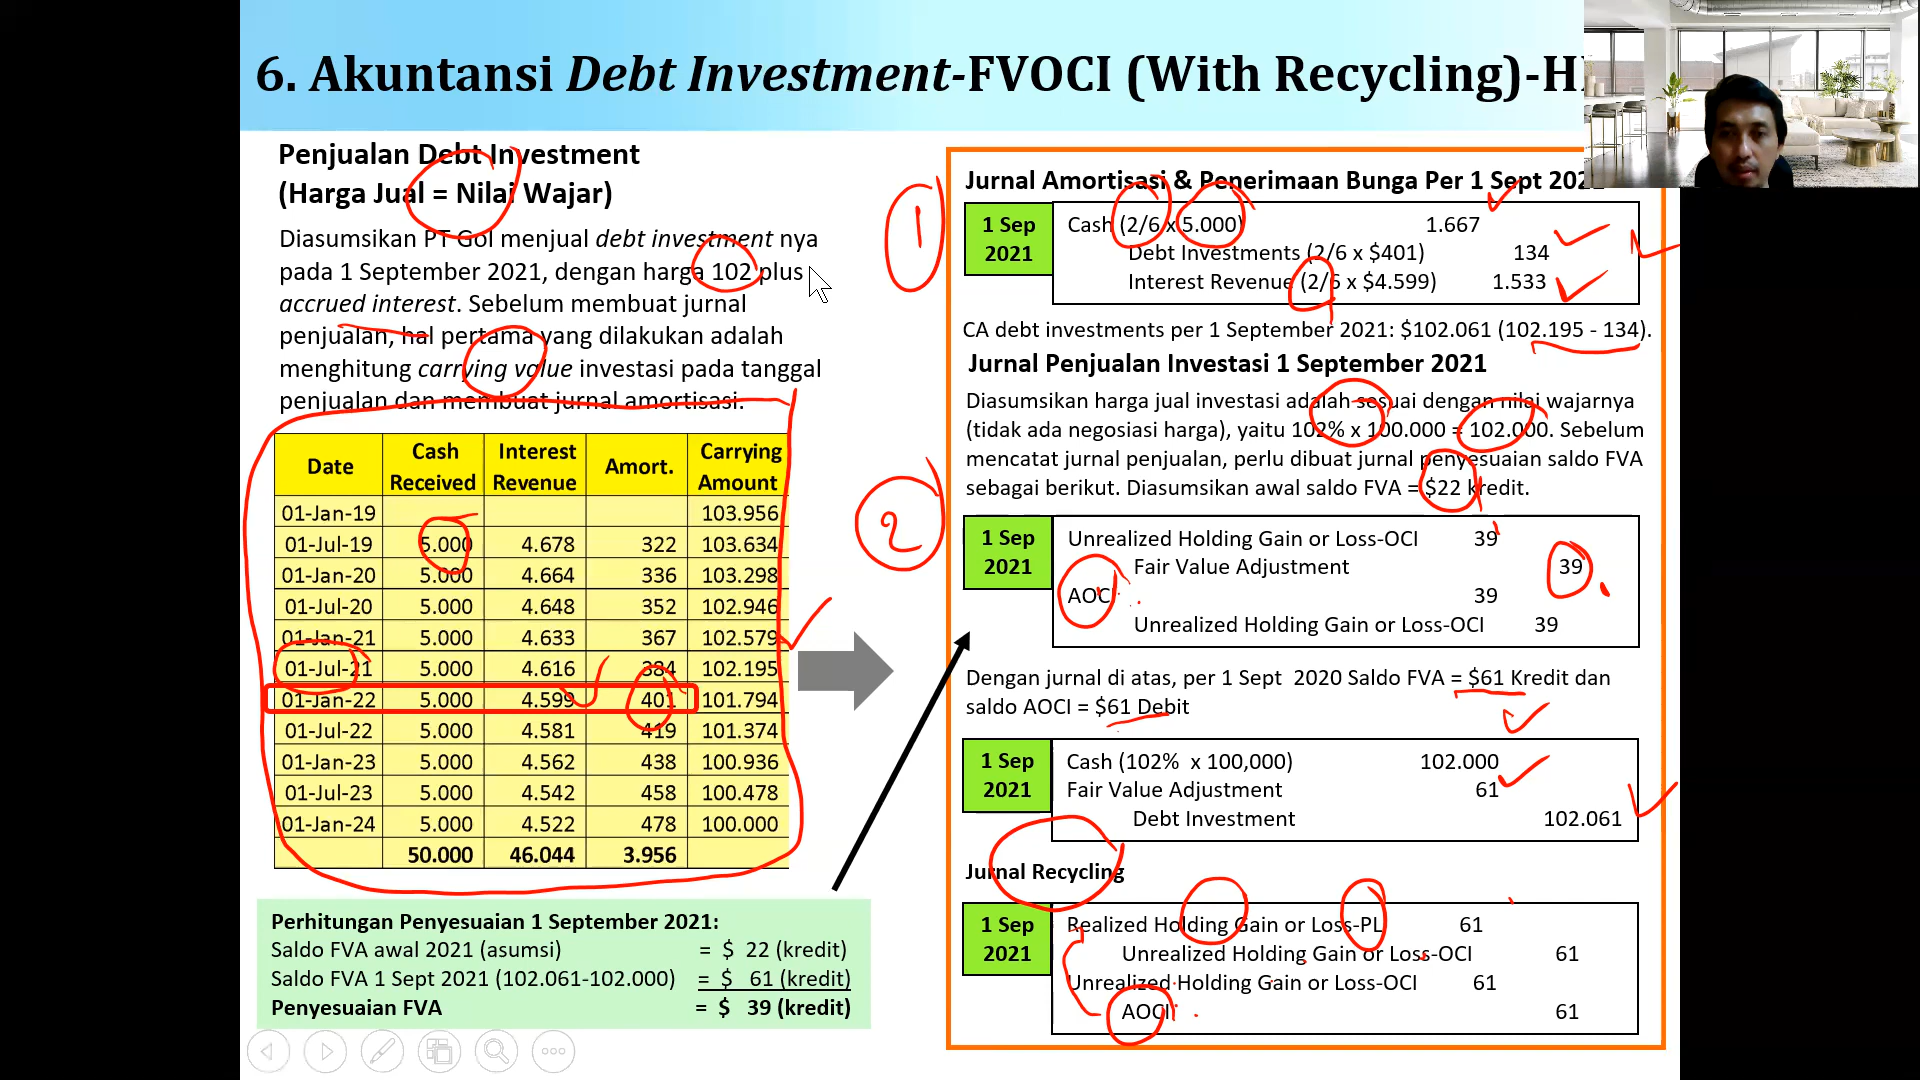 6. Akuntansi Debt Investment-FVOCI (With Recycling)-H
Penjualan Debt Investment
(Harga Jual = Nilai Wajar)
Diasumsikan PT Gol menjual debt investment nya
pada 1 September 2021, dengan harga 102 plus
accrued interest. Sebelum membuat jurnal
penjualan, hal pertama yang dilakukan adalah
menghitung carrying value investasi pada tanggal
penjualan dan membuat jurnal amortisasi.
Date Cash Received Interest Revenue Amort. Carrying Amount
01-Jan-19 103.956
01-Jul-19 5.000 4.678 322 103.634
01-Jan-20 5.000 4.664 336 103.298
01-Jul-20 5.000 4.648 352 102.946
01-Jan-21 5.000 4.633 367 102.579
01-Jul-21 5.000 4.616 384 102.195
01-Jan-22 5.000 4.599 401 101.794
01-Jul-22 5.000 4.581 419 101.374
01-Jan-23 5.000 4.562 438 100.936
01-Jul-23 5.000 4.542 458 100.478
01-Jan-24 5.000 4.522 478 100.000
50.000 46.044 3.956
Perhitungan Penyesuaian 1 September 2021:
Saldo FVA awal 2021 (asumsi) = $ 22 (kredit)
Saldo FVA 1 Sept 2021 (102.061-102.000) = $ 61 (kredit)
Penyesuaian FVA = $ 39 (kredit)
1
Jurnal Amortisasi & Penerimaan Bunga Per 1 Sept
1 Sep 2021
Cash (2/6 x 5.000) 1.667
Debt Investments (2/6 x $401) 134
Interest Revenue (2/6 x $4.599) 1.533
CA debt investments per 1 September 2021: $102.061 (102.195 - 134).
Jurnal Penjualan Investasi 1 September 2021
Diasumsikan harga jual investasi adalah sesuai dengan nilai wajarnya
(tidak ada negosiasi harga), yaitu 102% x 100.000 = 102.000. Sebelum
mencatat jurnal penjualan, perlu dibuat jurnal penyesuaian saldo FVA
sebagai berikut. Diasumsikan awal saldo FVA = $22 kredit.
2
1 Sep 2021
Unrealized Holding Gain or Loss-OCI 39
Fair Value Adjustment 39
AOCI 39
Unrealized Holding Gain or Loss-OCI 39
Dengan jurnal di atas, per 1 Sept 2020 Saldo FVA = $61 Kredit dan
saldo AOCI = $61 Debit
1 Sep 2021
Cash (102% x 100,000) 102.000
Fair Value Adjustment 61
Debt Investment 102.061
Jurnal Recycling
1 Sep 2021
Realized Holding Gain or Loss-PL 61
Unrealized Holding Gain or Loss-OCI 61
Unrealized Holding Gain or Loss-OCI 61
AOCI 61